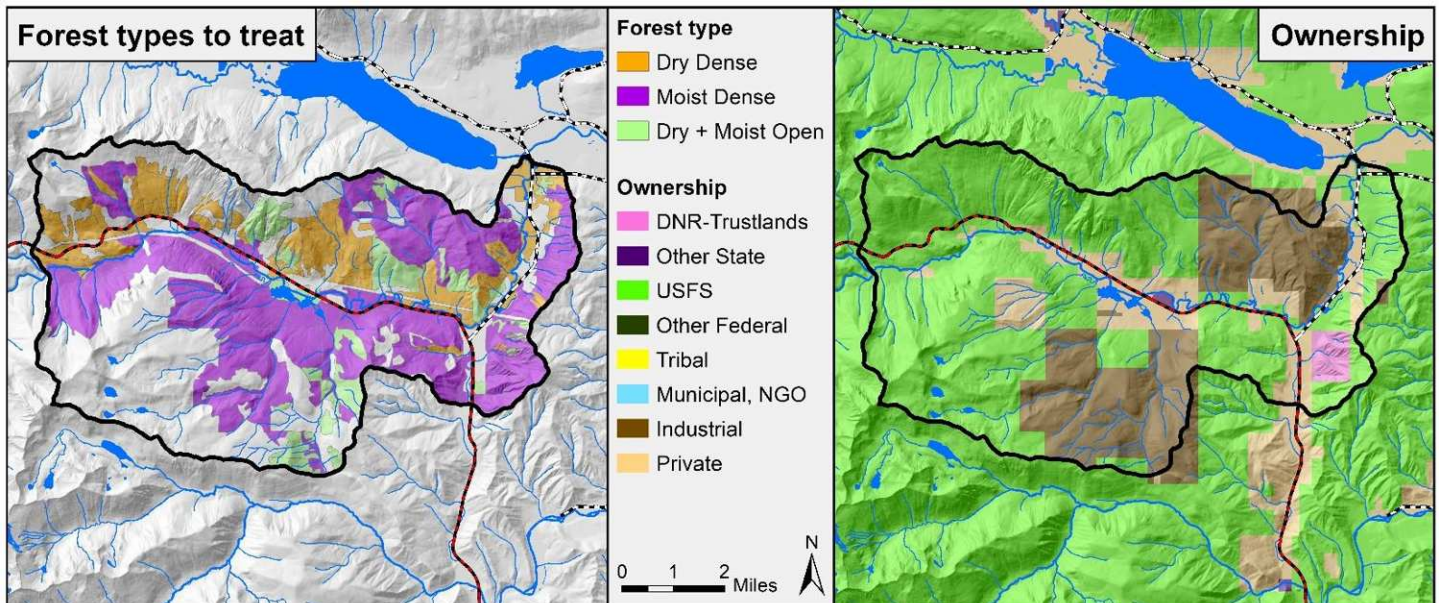 Forest types to treat
Forest type
Dry Dense
Moist Dense
Dry + Moist Open
Ownership
DNR-Trustlands
Other State
USFS
Other Federal
Tribal
Municipal, NGO
Industrial
Private
0 1 2 Miles
N
Ownership